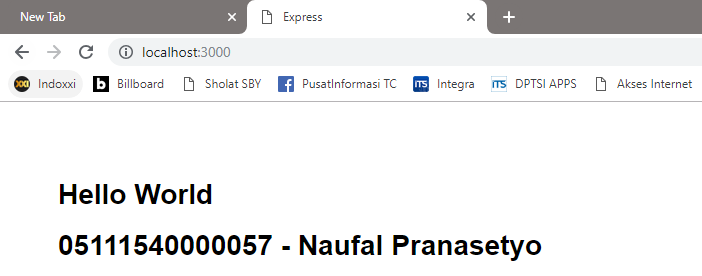 New Tab
Express
localhost:3000
Indoxxi
Billboard
Sholat SBY
PusatInformasi TC
Integra
DPTSI APPS
Akses Internet
Hello World
05111540000057 - Naufal Pranasetyo